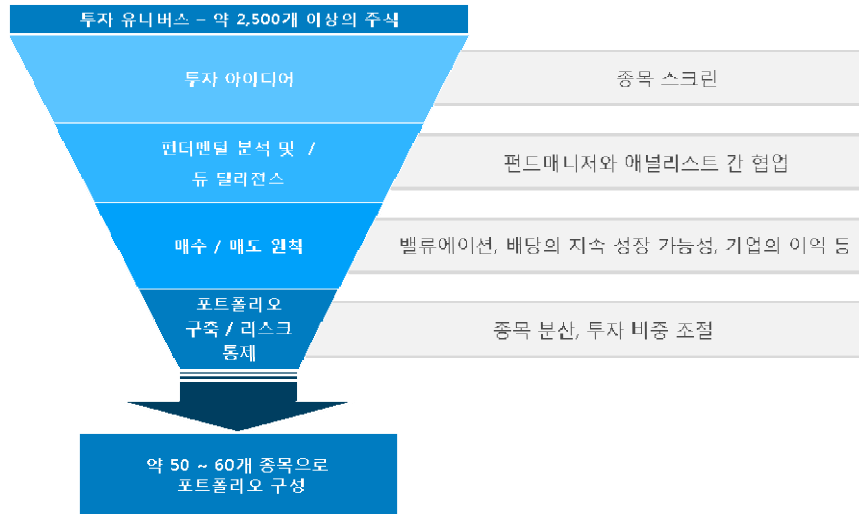 투자 유니버스 – 약 2,500개 이상의 주식
투자 아이디어
종목 스크린
펀더멘털 분석 및 /
듀 딜리전스
펀드매니저와 애널리스트 간 협업
매수 / 매도 원칙
밸류에이션, 배당의 지속 성장 가능성, 기업의 이익 등
포트폴리오
구축 / 리스크
통제
종목 분산, 투자 비중 조절
약 50 ~ 60개 종목으로
포트폴리오 구성